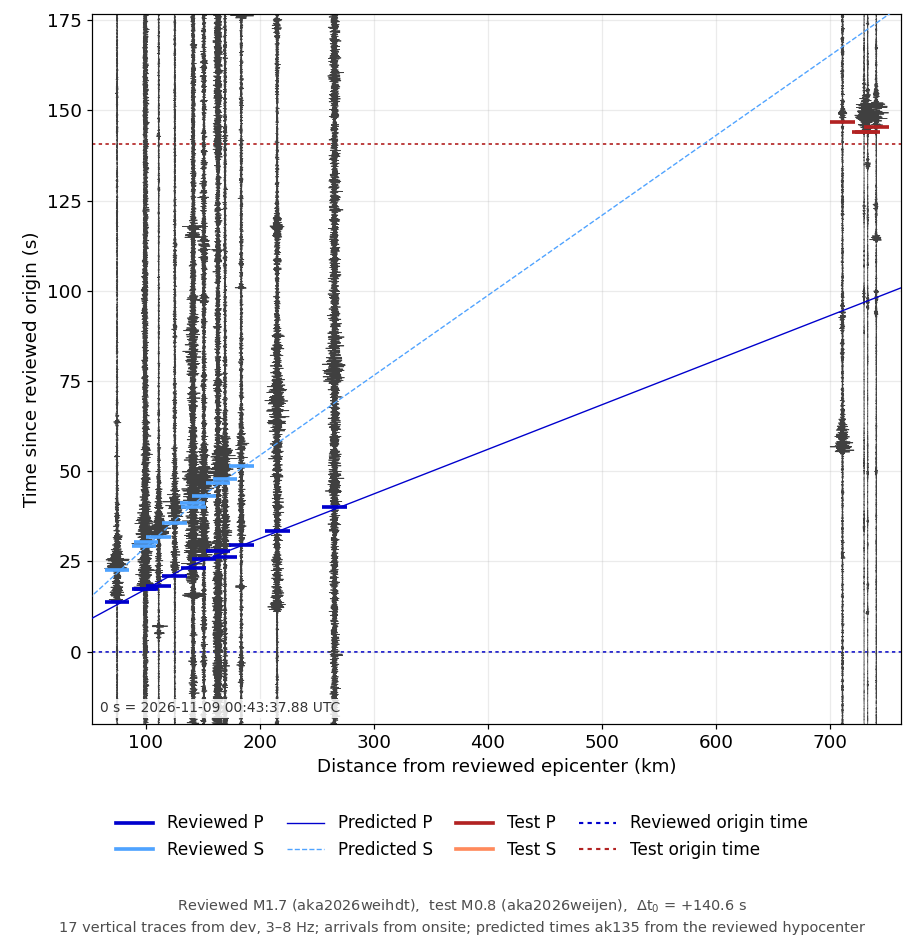 175
150
125
100
75
50
25
0
Time since reviewed origin (s)
0 s = 2026-11-09 00:43:37.88 UTC
100 200 300 400 500 600 700
Distance from reviewed epicenter (km)
Reviewed P Predicted P Test P Reviewed origin time
Reviewed S Predicted S Test S Test origin time
Reviewed M1.7 (aka2026weihdt), test M0.8 (aka2026weijen), Δt₀ = +140.6 s
17 vertical traces from dev, 3–8 Hz; arrivals from onsite; predicted times ak135 from the reviewed hypocenter